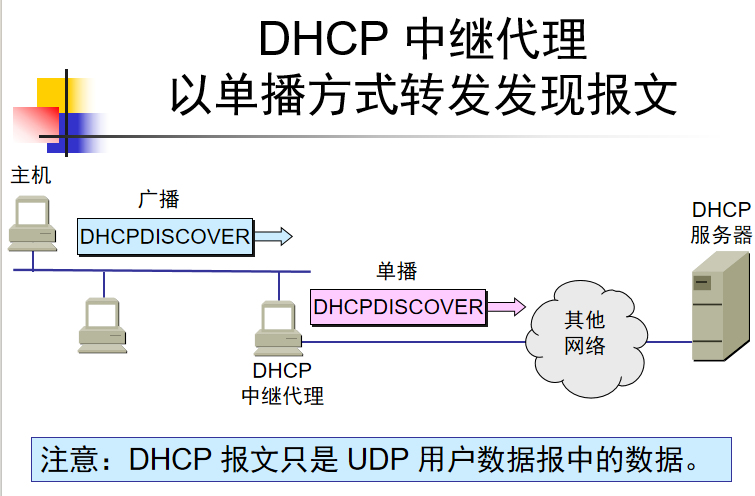 DHCP 中继代理
以单播方式转发发现报文
主机
广播
DHCPDISCOVER
DHCP
服务器
单播
DHCPDISCOVER
其他
网络
DHCP
中继代理
注意：DHCP 报文只是 UDP 用户数据报中的数据。